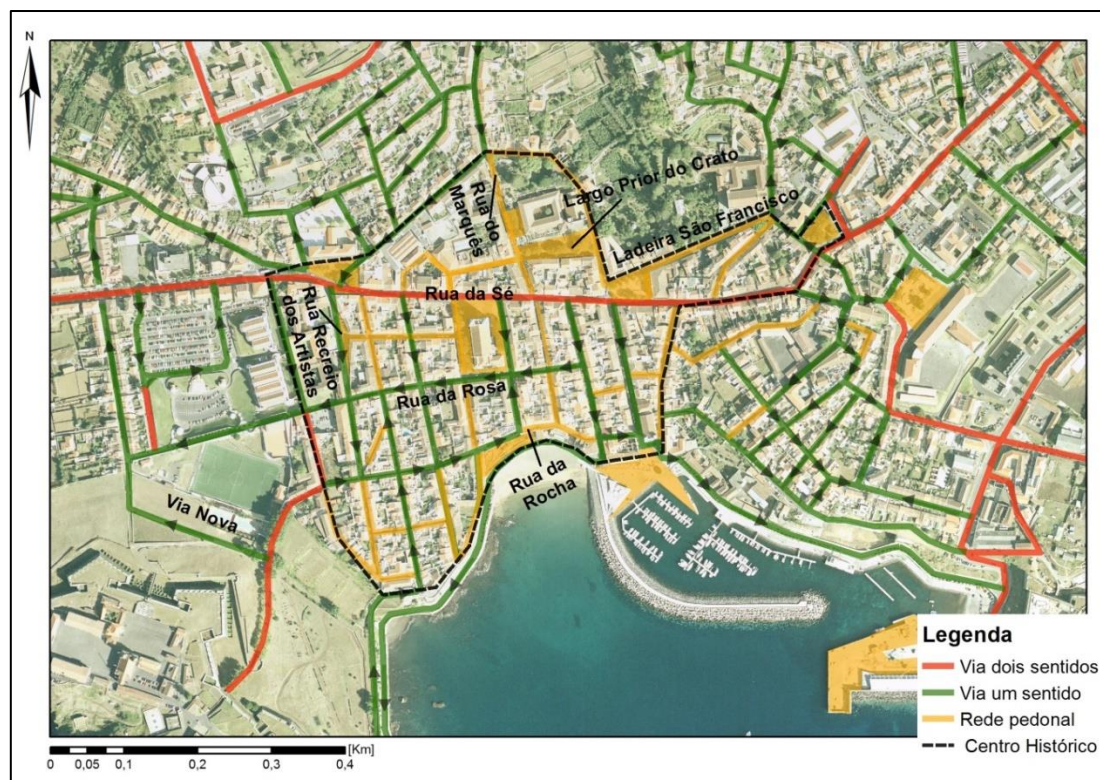 N
Rua do
Marquês
Largo Prior do Crato
Ladeira São Francisco
Rua da Sé
Rua Recreio
dos Artistas
Rua da Rosa
Rua da
Rocha
Via Nova
Legenda
Via dois sentidos
Via um sentido
Rede pedonal
Centro Histórico
[Km]
0 0,05 0,1 0,2 0,3 0,4